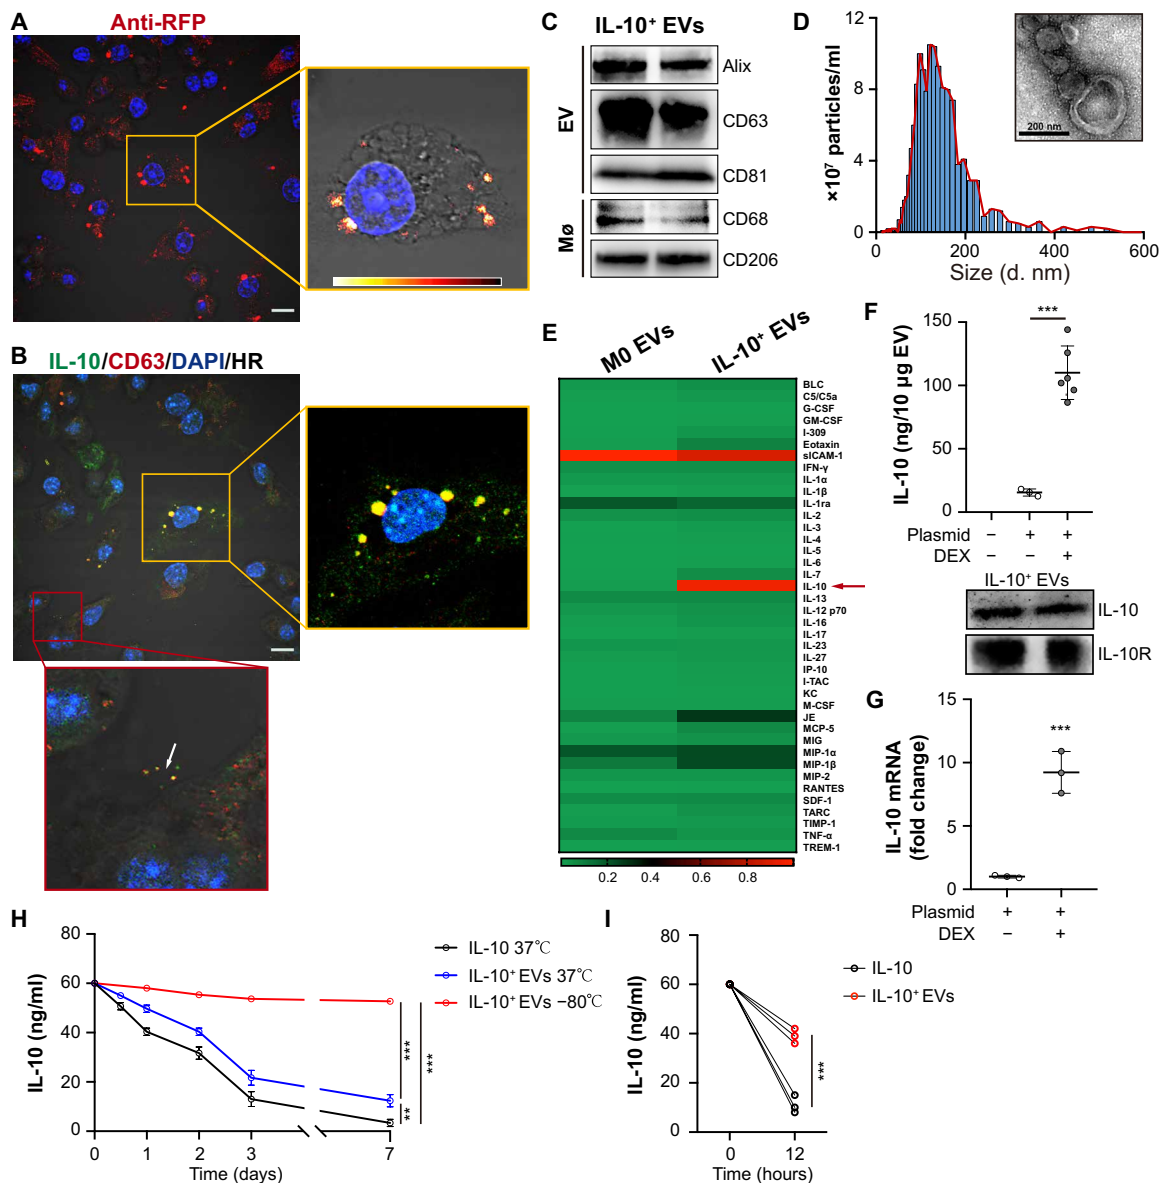 A
Anti-RFP
B
IL-10/CD63/DAPI/HR
C
IL-10⁺ EVs
EV
Mø
Alix
CD63
CD81
CD68
CD206
D
×10⁷ particles/ml
12
9
6
3
0
0
200
400
600
Size (d. nm)
200 nm
E
M0 EVs
IL-10⁺ EVs
BLC
C5/C5a
G-CSF
GM-CSF
I-309
Eotaxin
sICAM-1
IFN-γ
IL-1α
IL-1β
IL-1ra
IL-2
IL-3
IL-4
IL-5
IL-6
IL-7
IL-10
IL-13
IL-12 p70
IL-16
IL-17
IL-23
IL-27
IP-10
I-TAC
KC
M-CSF
JE
MCP-5
MIG
MIP-1α
MIP-1β
MIP-2
RANTES
SDF-1
TARC
TIMP-1
TNF-α
TREM-1
0.2 0.4 0.6 0.8
F
IL-10 (ng/10 µg EV)
150
100
50
0
***
Plasmid − + +
DEX − − +
IL-10⁺ EVs
IL-10
IL-10R
G
IL-10 mRNA
(fold change)
15
10
5
0
***
Plasmid + +
DEX − +
H
IL-10 (ng/ml)
80
60
40
20
0
0 1 2 3 7
Time (days)
IL-10 37℃
IL-10⁺ EVs 37℃
IL-10⁺ EVs −80℃
***
**
***
I
IL-10 (ng/ml)
80
60
40
20
0
0 12
Time (hours)
IL-10
IL-10⁺ EVs
***